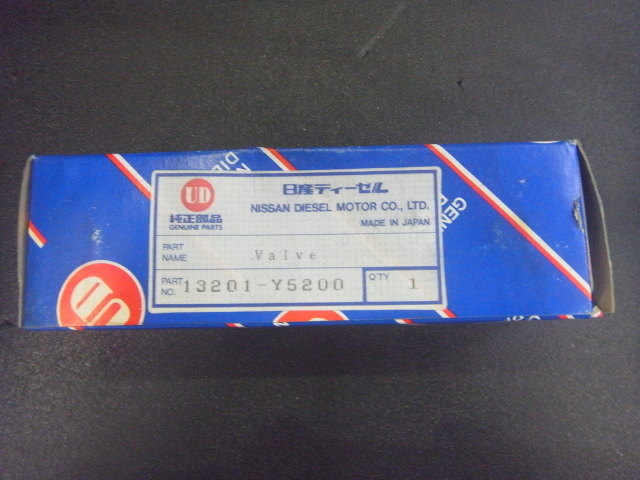 UD
純正部品
GENUINE PARTS
日産ディーゼル
NISSAN DIESEL MOTOR CO., LTD.
MADE IN JAPAN
PART NAME
Valve
PART NO.
13201-Y5200
Q'TY
1
UD